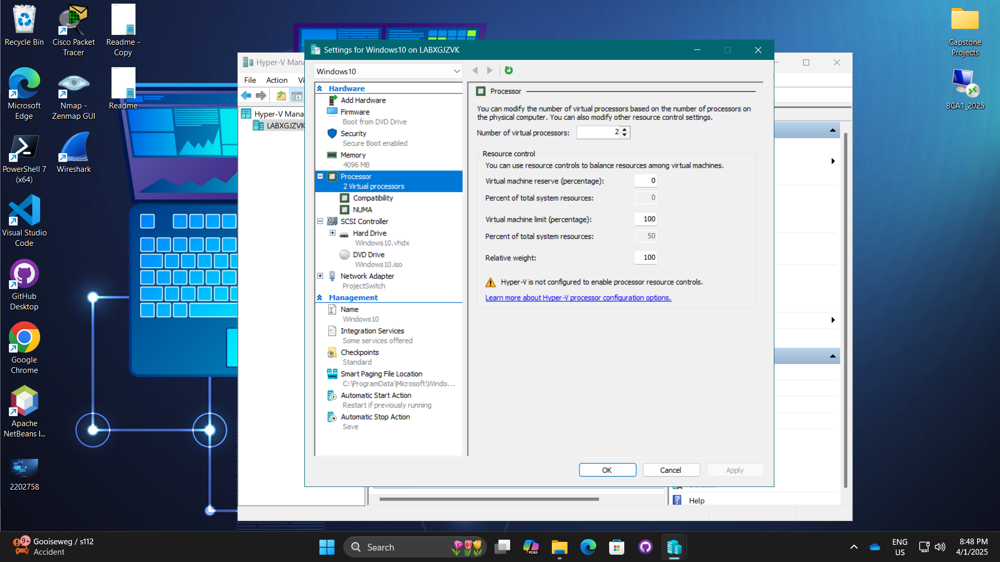 Recycle Bin
Cisco Packet
Tracer
Readme -
Copy
Microsoft
Edge
Nmap -
Zenmap GUI
Readme
PowerShell 7
(x64)
Wireshark
Visual Studio
Code
GitHub
Desktop
Google
Chrome
Apache
NetBeans I...
2202758
Capstone
Projects
BCA1_2025
Hyper-V Mana
File
Action
Vi
Hyper-V Mana
LABXGJZVK
Settings for Windows10 on LABXGJZVK
Windows10
Hardware
Add Hardware
Firmware
Boot from DVD Drive
Security
Secure Boot enabled
Memory
4096 MB
Processor
2 Virtual processors
Compatibility
NUMA
SCSI Controller
Hard Drive
Windows10.vhdx
DVD Drive
Windows10.iso
Network Adapter
ProjectSwitch
Management
Name
Windows10
Integration Services
Some services offered
Checkpoints
Standard
Smart Paging File Location
C:\ProgramData\Microsoft\Windo...
Automatic Start Action
Restart if previously running
Automatic Stop Action
Save
Processor
You can modify the number of virtual processors based on the number of processors on
the physical computer. You can also modify other resource control settings.
Number of virtual processors: 2
Resource control
You can use resource controls to balance resources among virtual machines.
Virtual machine reserve (percentage): 0
Percent of total system resources: 0
Virtual machine limit (percentage): 100
Percent of total system resources: 50
Relative weight: 100
Hyper-V is not configured to enable processor resource controls.
Learn more about Hyper-V processor configuration options.
OK
Cancel
Apply
Help
9+
Gooiseweg / s112
Accident
Search
M365
ENG
US
8:48 PM
4/1/2025